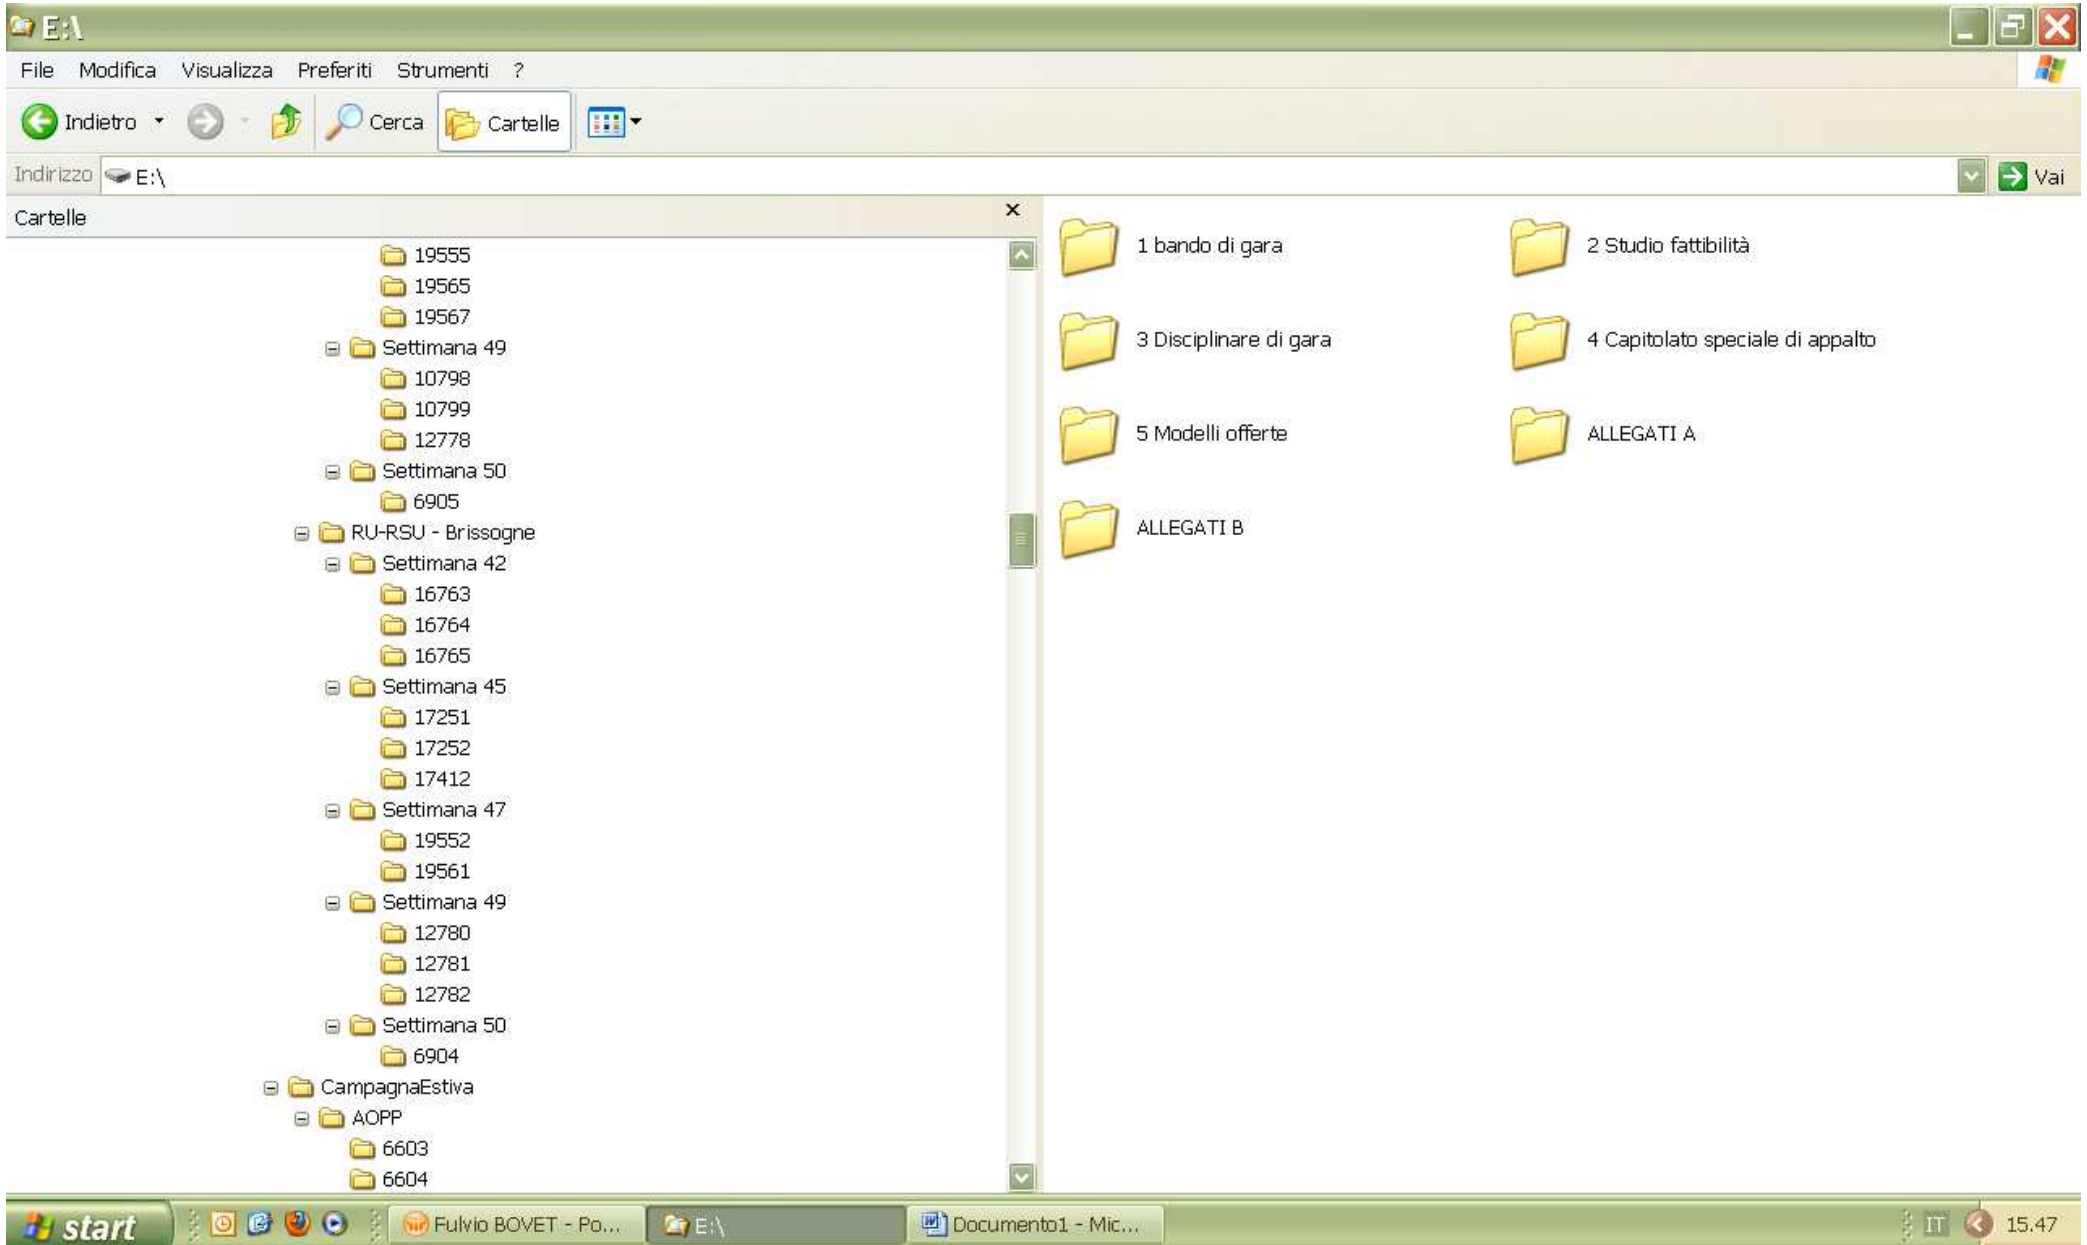 E:\
File Modifica Visualizza Preferiti Strumenti ?
Indietro Cerca Cartelle
Indirizzo E:\ Vai
Cartelle
19555
19565
19567
Settimana 49
10798
10799
12778
Settimana 50
6905
RU-RSU - Brissogne
Settimana 42
16763
16764
16765
Settimana 45
17251
17252
17412
Settimana 47
19552
19561
Settimana 49
12780
12781
12782
Settimana 50
6904
CampagnaEstiva
AOPP
6603
6604
1 bando di gara 2 Studio fattibilità
3 Disciplinare di gara 4 Capitolato speciale di appalto
5 Modelli offerte ALLEGATI A
ALLEGATI B
start Fulvio BOVET - Po... E:\ Documento1 - Mic... IT 15.47